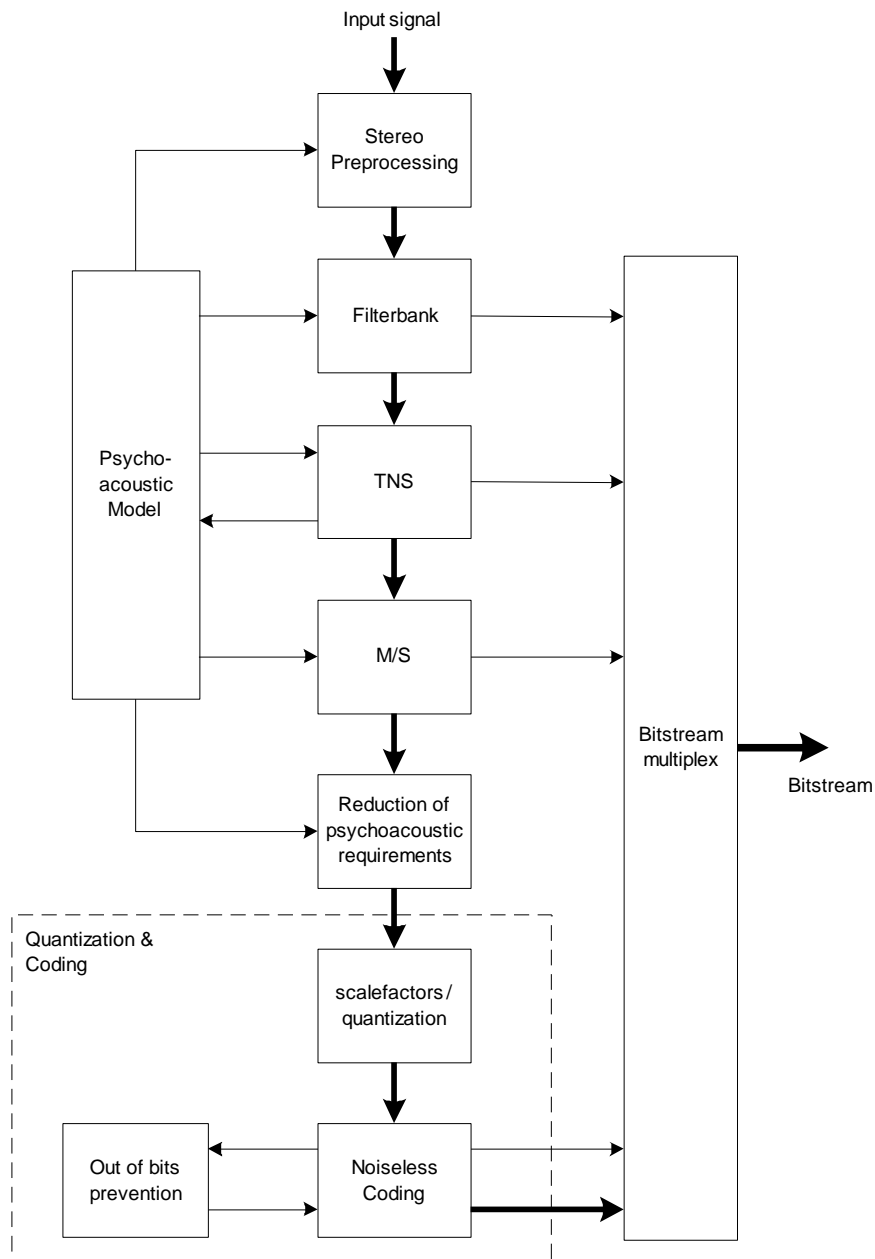 Input signal
Stereo
Preprocessing
Filterbank
Psycho-
acoustic
Model
TNS
M/S
Bitstream
multiplex
Bitstream
Reduction of
psychoacoustic
requirements
Quantization &
Coding
scalefactors /
quantization
Out of bits
prevention
Noiseless
Coding